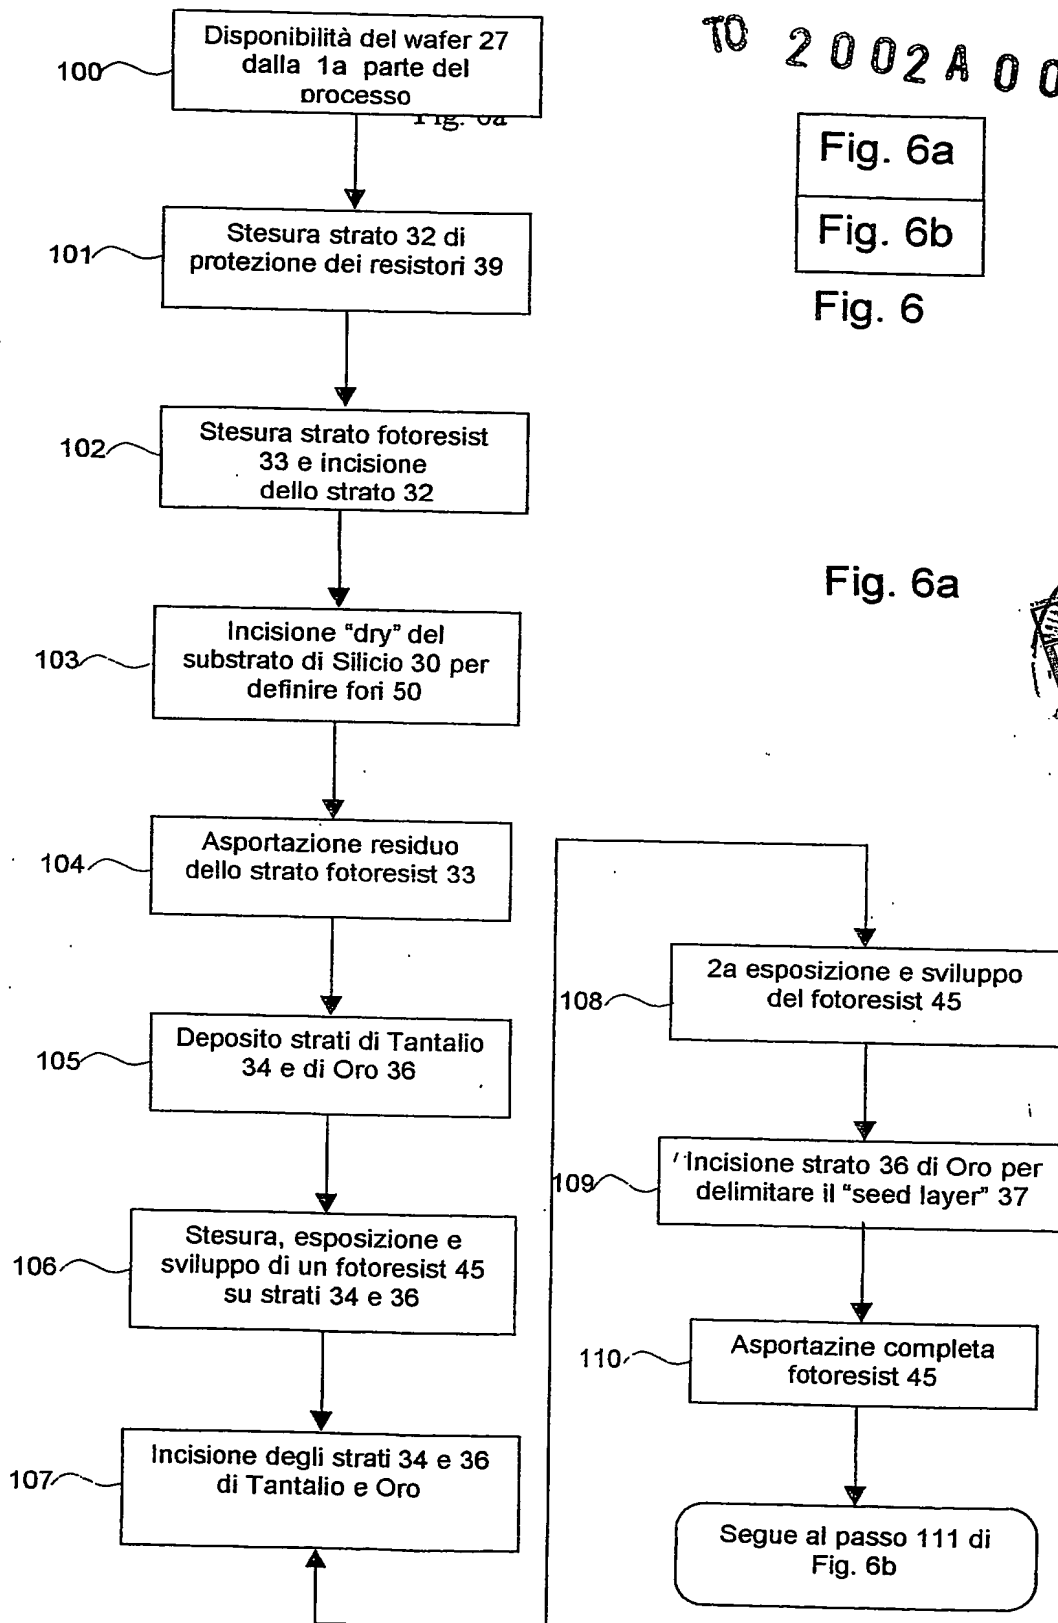 TO 2002A00
100
Disponibilità del wafer 27
dalla 1a parte del
processo
Fig. 6a
Fig. 6a
Fig. 6b
Fig. 6
101
Stesura strato 32 di
protezione dei resistori 39
102
Stesura strato fotoresist
33 e incisione
dello strato 32
Fig. 6a
103
Incisione “dry” del
substrato di Silicio 30 per
definire fori 50
104
Asportazione residuo
dello strato fotoresist 33
105
Deposito strati di Tantalio
34 e di Oro 36
106
Stesura, esposizione e
sviluppo di un fotoresist 45
su strati 34 e 36
107
Incisione degli strati 34 e 36
di Tantalio e Oro
108
2a esposizione e sviluppo
del fotoresist 45
109
Incisione strato 36 di Oro per
delimitare il “seed layer” 37
110
Asportazine completa
fotoresist 45
Segue al passo 111 di
Fig. 6b